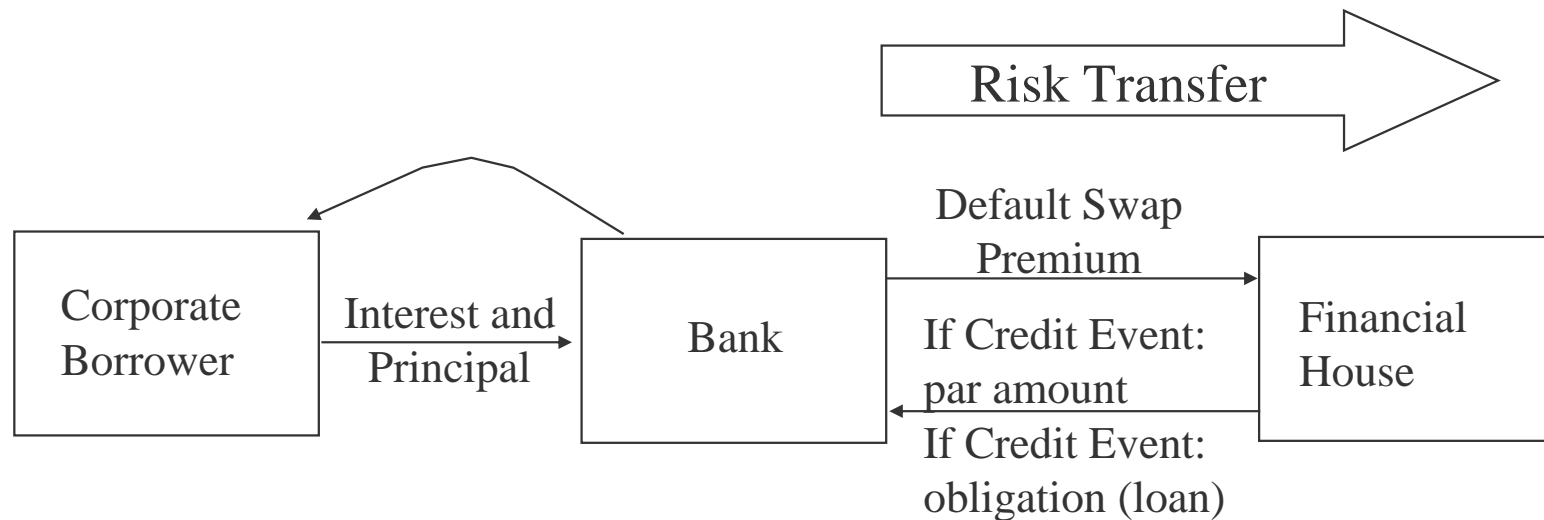 Risk Transfer
Default Swap
Premium
Corporate
Borrower
Interest and
Principal
Bank
If Credit Event:
par amount
If Credit Event:
obligation (loan)
Financial
House